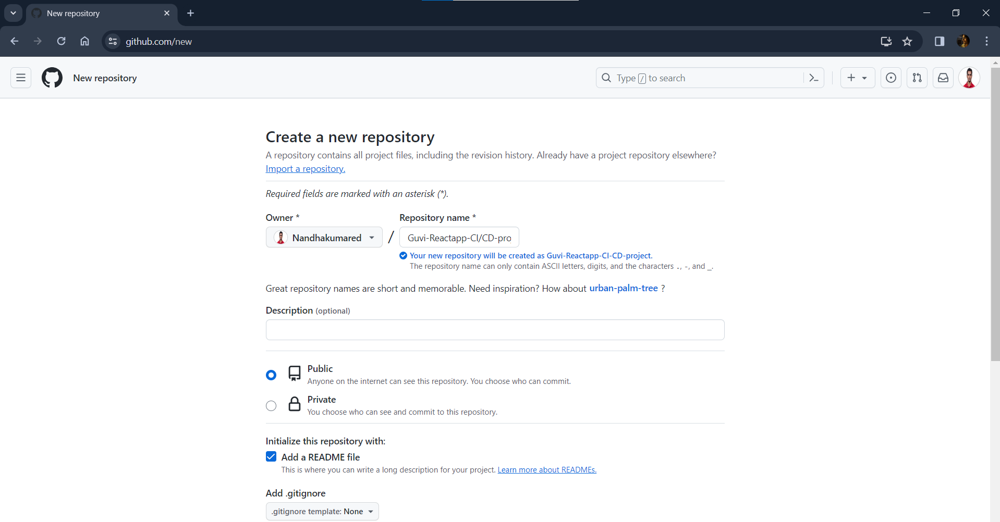 New repository
github.com/new
New repository
Type / to search
Create a new repository
A repository contains all project files, including the revision history. Already have a project repository elsewhere?
Import a repository.
Required fields are marked with an asterisk (*).
Owner * Repository name *
Nandhakumared / Guvi-Reactapp-CI/CD-pro
Your new repository will be created as Guvi-Reactapp-CI-CD-project.
The repository name can only contain ASCII letters, digits, and the characters ., -, and _.
Great repository names are short and memorable. Need inspiration? How about urban-palm-tree ?
Description (optional)
Public
Anyone on the internet can see this repository. You choose who can commit.
Private
You choose who can see and commit to this repository.
Initialize this repository with:
Add a README file
This is where you can write a long description for your project. Learn more about READMEs.
Add .gitignore
.gitignore template: None